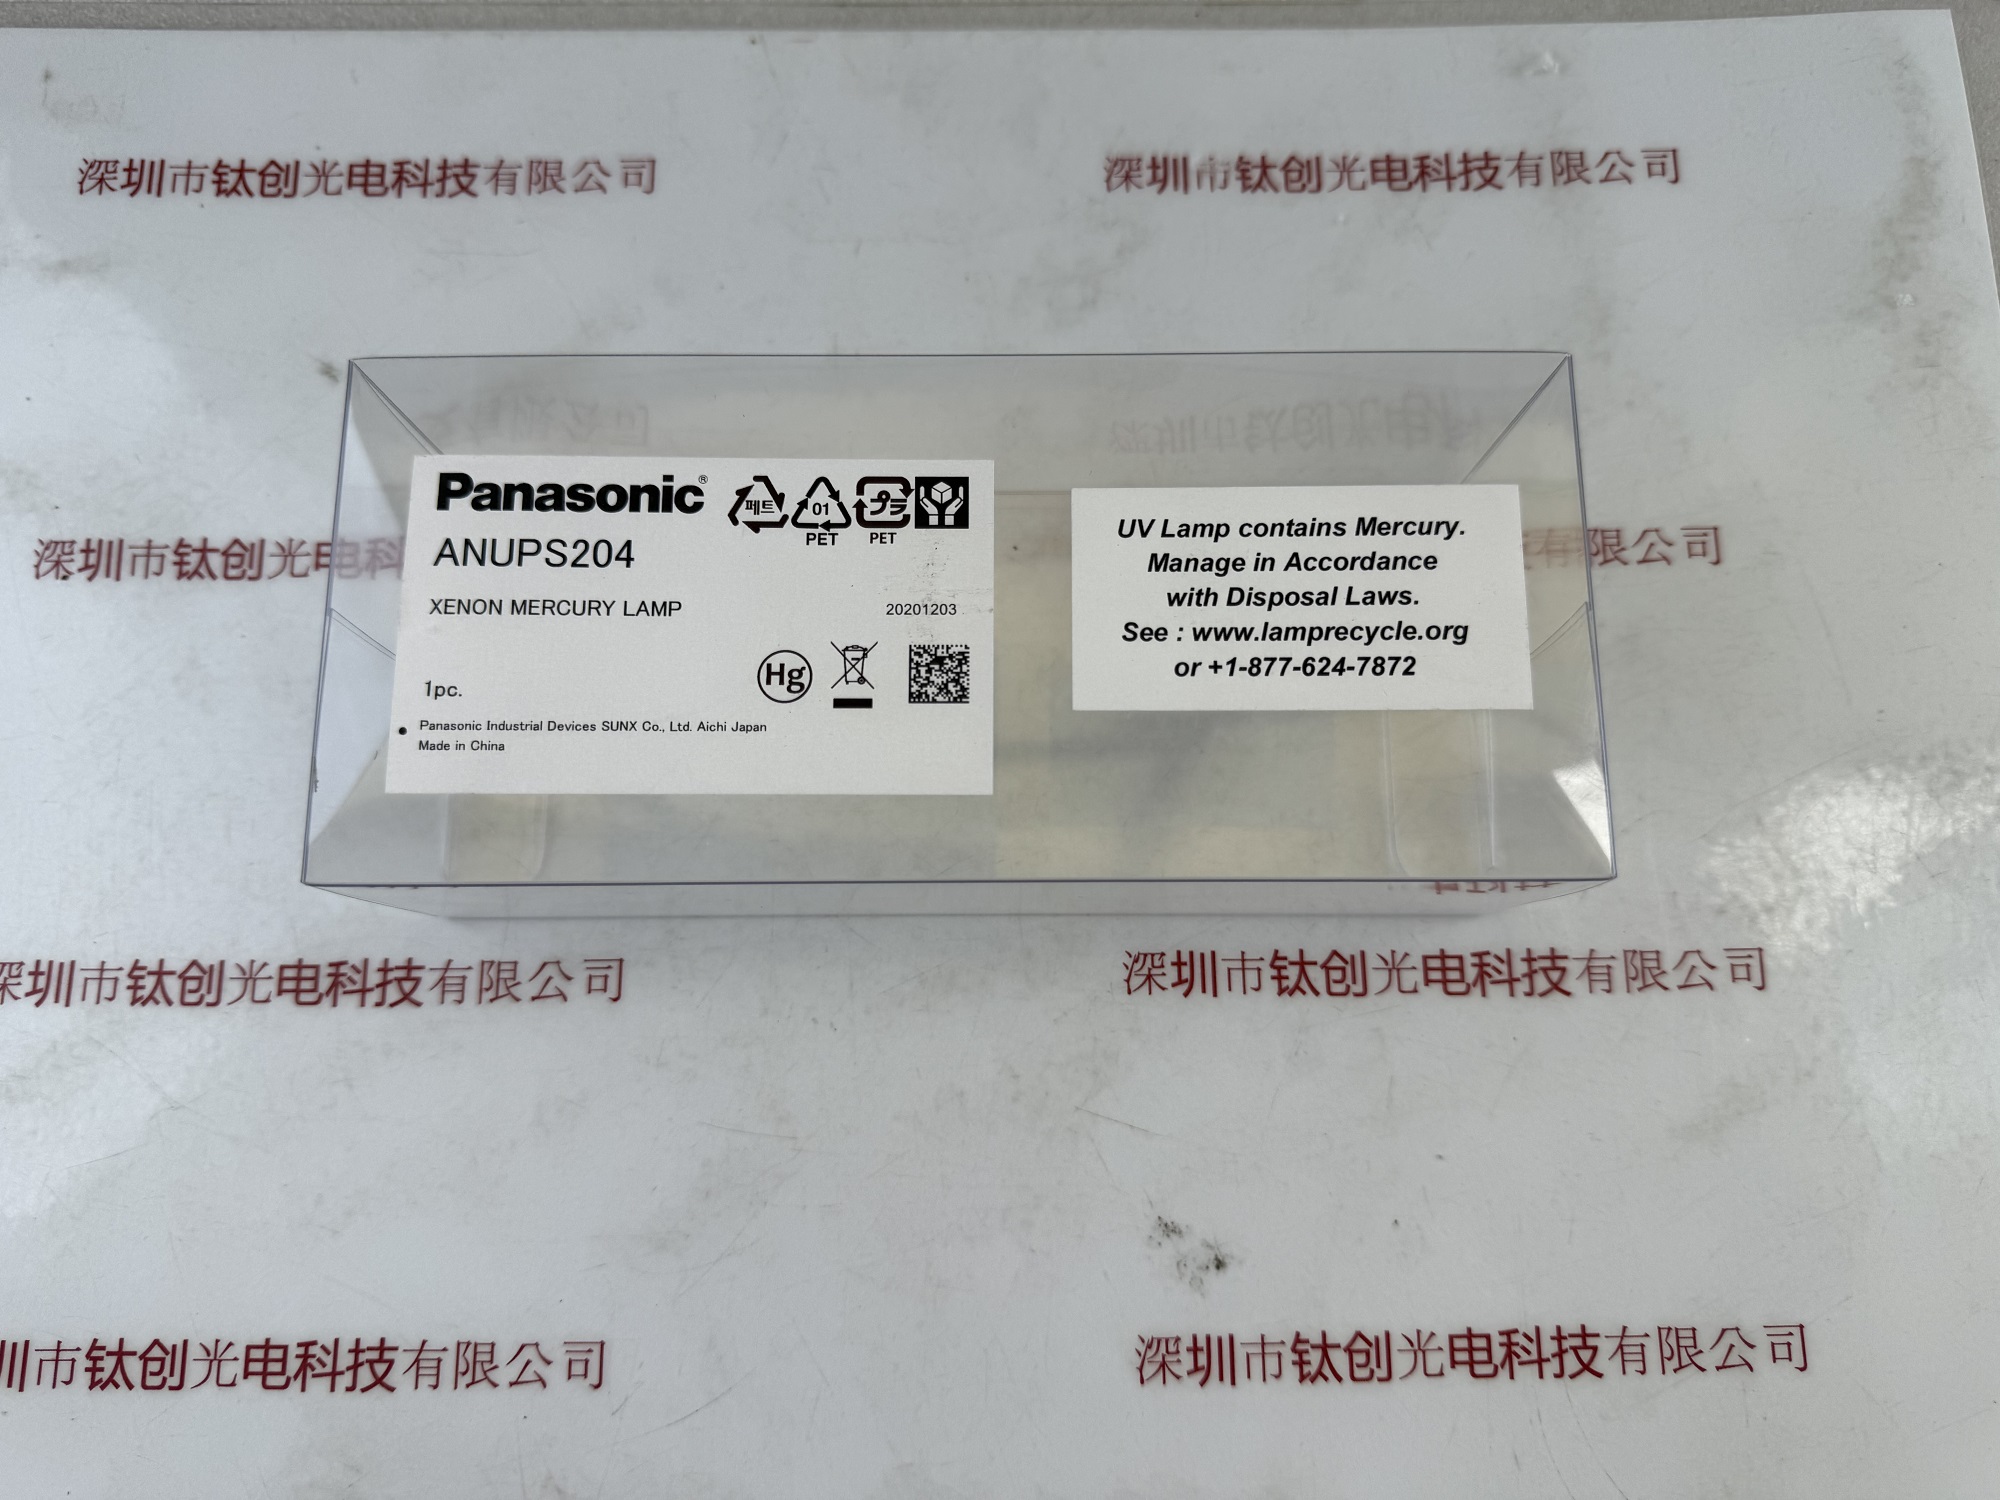 深圳市钛创光电科技有限公司
深圳市钛创光电科技有限公司
深圳市钛创光电科
有限公司
Panasonic®
페트
01
PET
プラ
PET
ANUPS204
XENON MERCURY LAMP
20201203
Hg
1pc.
Panasonic Industrial Devices SUNX Co., Ltd. Aichi Japan
Made in China
UV Lamp contains Mercury.
Manage in Accordance
with Disposal Laws.
See : www.lamprecycle.org
or +1-877-624-7872
深圳市钛创光电科技有限公司
深圳市钛创光电科技有限公司
圳市钛创光电科技有限公司
深圳市钛创光电科技有限公司